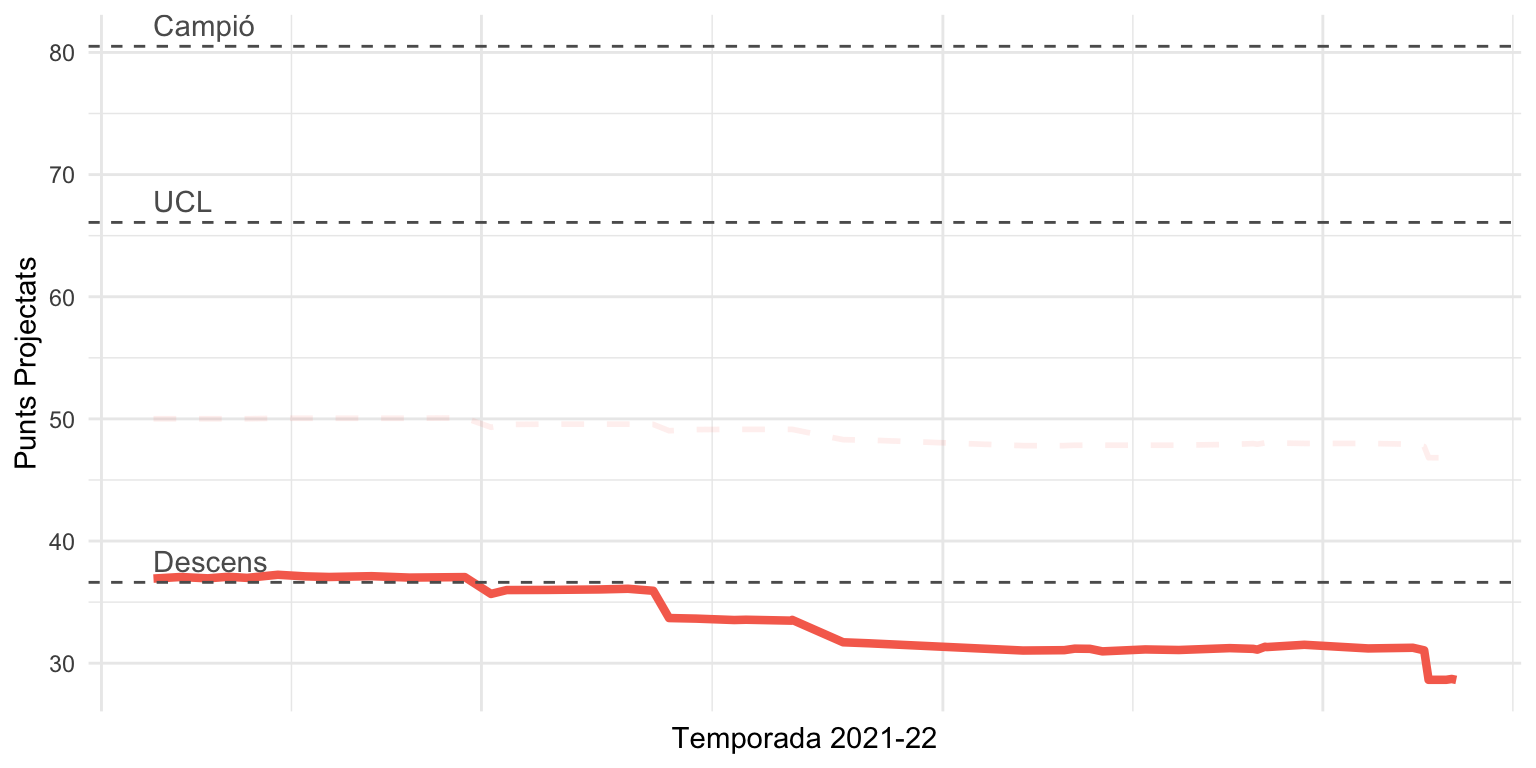 Campió
80
70
UCL
60
Punts Projectats
50
40
Descens
30
Temporada 2021-22